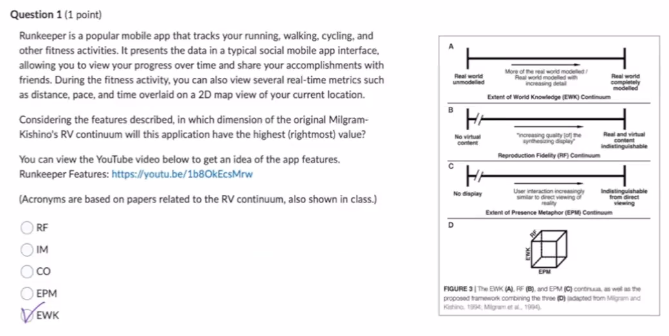 Question 1 (1 point)
Runkeeper is a popular mobile app that tracks your running, walking, cycling, and
other fitness activities. It presents the data in a typical social mobile app interface,
allowing you to view your progress over time and share your accomplishments with
friends. During the fitness activity, you can also view several real-time metrics such
as distance, pace, and time overlaid on a 2D map view of your current location.
Considering the features described, in which dimension of the original Milgram-
Kishino's RV continuum will this application have the highest (rightmost) value?
You can view the YouTube video below to get an idea of the app features.
Runkeeper Features: https://youtu.be/1b8OkEcsMrw
(Acronyms are based on papers related to the RV continuum, also shown in class.)
RF
IM
CO
EPM
EWK
A
Real world
unmodelled
More of the real world modelled /
Real world modelled with
increasing detail
Real world
completely
modelled
Extent of World Knowledge (EWK) Continuum
B
No virtual
content
"increasing quality [of] the
synthesizing display"
Real and virtual
content
indistinguishable
Reproduction Fidelity (RF) Continuum
C
No display
User interaction increasingly
similar to direct viewing of
reality
Indistinguishable
from direct
viewing
Extent of Presence Metaphor (EPM) Continuum
D
RF
EWK
EPM
FIGURE 3 | The EWK (A), RF (B), and EPM (C) continua, as well as the
proposed framework combining the three (D) (adapted from Milgram and
Kishino, 1994; Milgram et al., 1994).